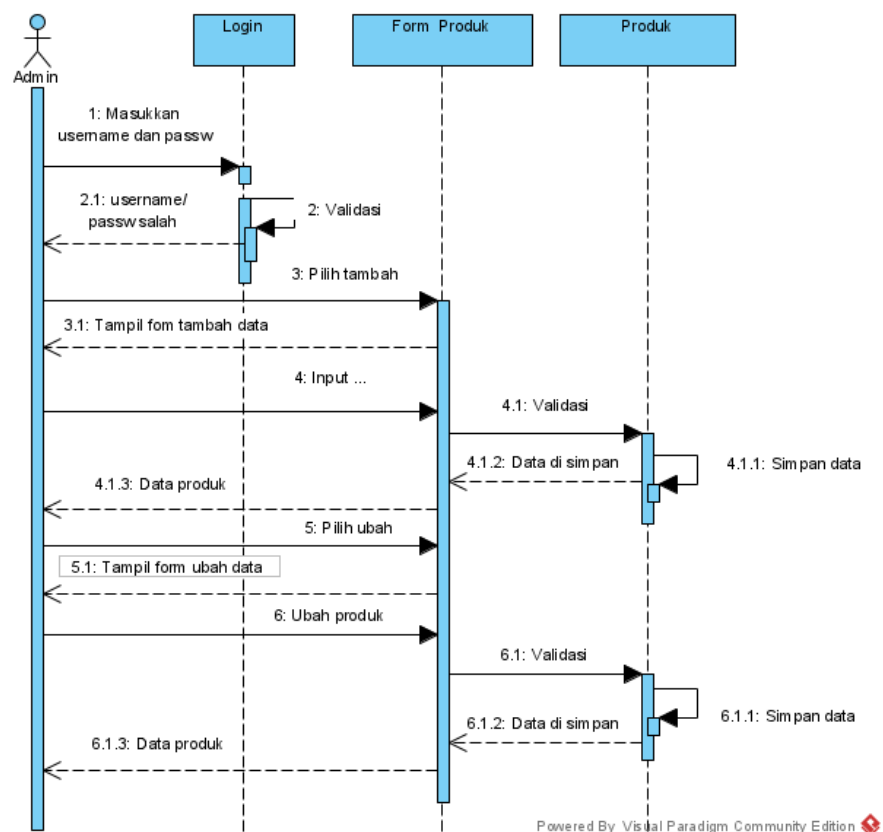 Login
Form Produk
Produk
Admin
1: Masukkan
username dan passw
2.1: username/
passw salah
2: Validasi
3: Pilih tambah
3.1: Tampil fom tambah data
4: Input ...
4.1: Validasi
4.1.2: Data di simpan
4.1.1: Simpan data
4.1.3: Data produk
5: Pilih ubah
5.1: Tampil form ubah data
6: Ubah produk
6.1: Validasi
6.1.2: Data di simpan
6.1.1: Simpan data
6.1.3: Data produk
Powered By Visual Paradigm Community Edition